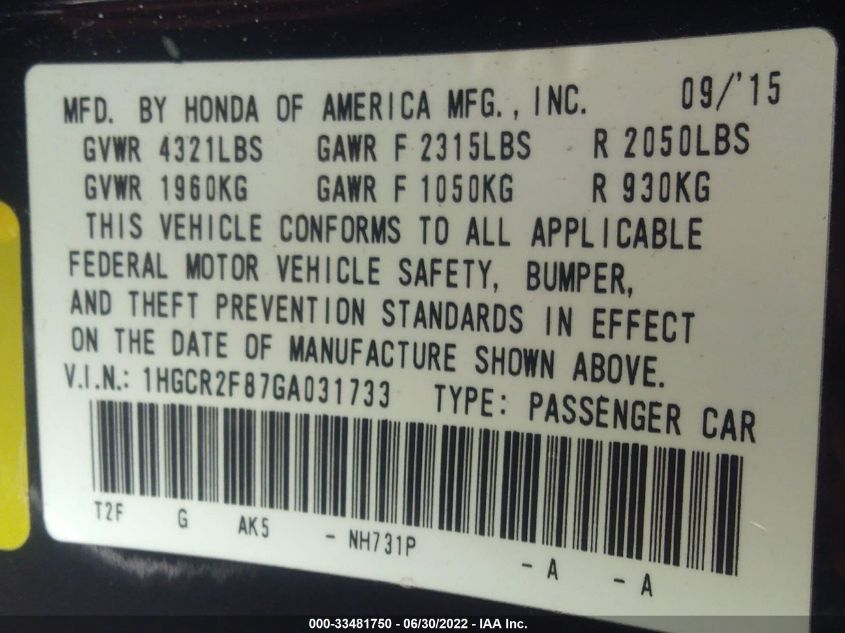 MFD. BY HONDA OF AMERICA MFG., INC. 09/'15
GVWR 4321LBS GAWR F 2315LBS R 2050LBS
GVWR 1960KG GAWR F 1050KG R 930KG
THIS VEHICLE CONFORMS TO ALL APPLICABLE
FEDERAL MOTOR VEHICLE SAFETY, BUMPER,
AND THEFT PREVENTION STANDARDS IN EFFECT
ON THE DATE OF MANUFACTURE SHOWN ABOVE.
V.I.N.: 1HGCR2F87GA031733 TYPE: PASSENGER CAR
T2F G AK5 - NH731P - A - A
000-33481750 - 06/30/2022 - IAA Inc.